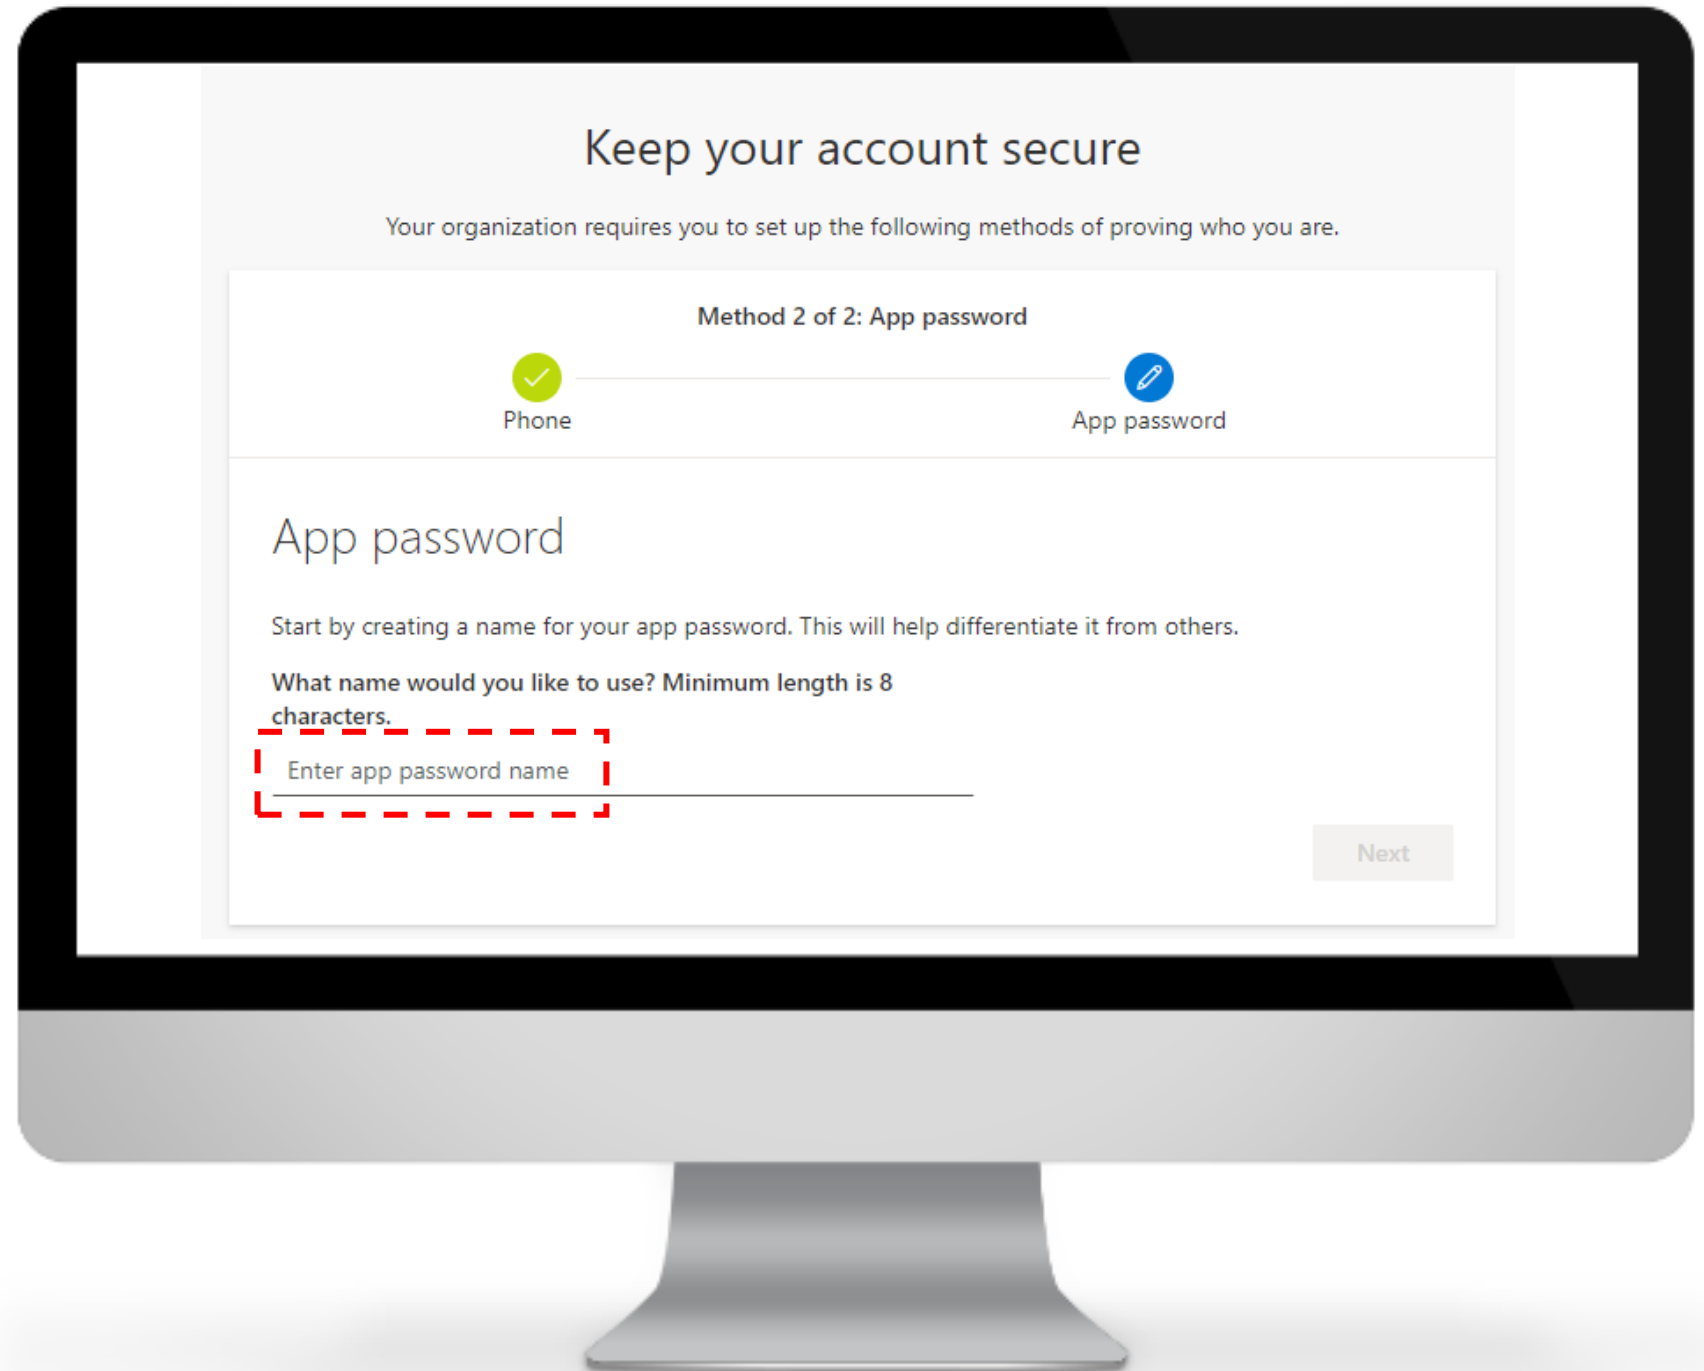 Keep your account secure
Your organization requires you to set up the following methods of proving who you are.
Method 2 of 2: App password
Phone
App password
App password
Start by creating a name for your app password. This will help differentiate it from others.
What name would you like to use? Minimum length is 8
characters.
Enter app password name
Next